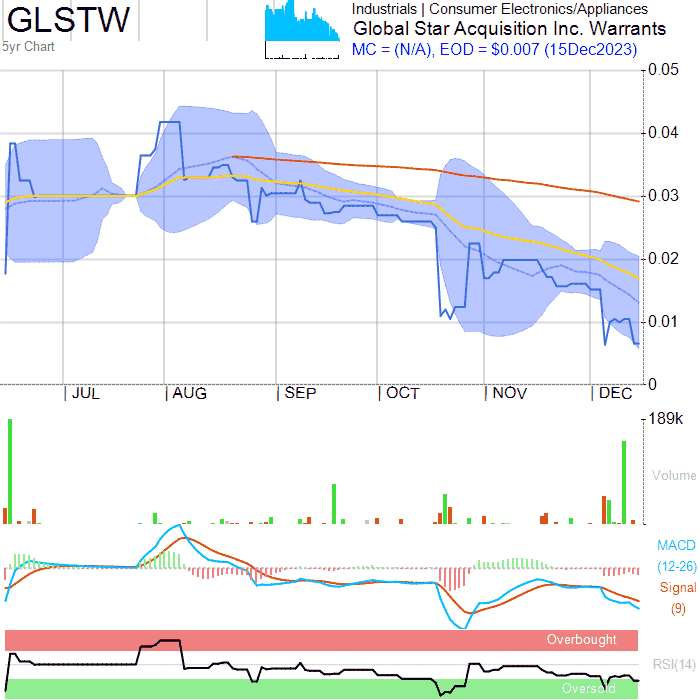 GLSTW
5yr Chart
Industrials | Consumer Electronics/Appliances
Global Star Acquisition Inc. Warrants
MC = (N/A), EOD = $0.007 (15Dec2023)
0.05
0.04
0.03
0.02
0.01
0
JUL AUG SEP OCT NOV DEC
189k
Volume
MACD
(12-26)
Signal
(9)
Overbought
RSI(14)
Oversold